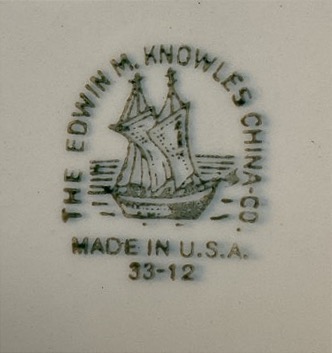 THE EDWIN M. KNOWLES CHINA-CO.
MADE IN U.S.A.
33-12